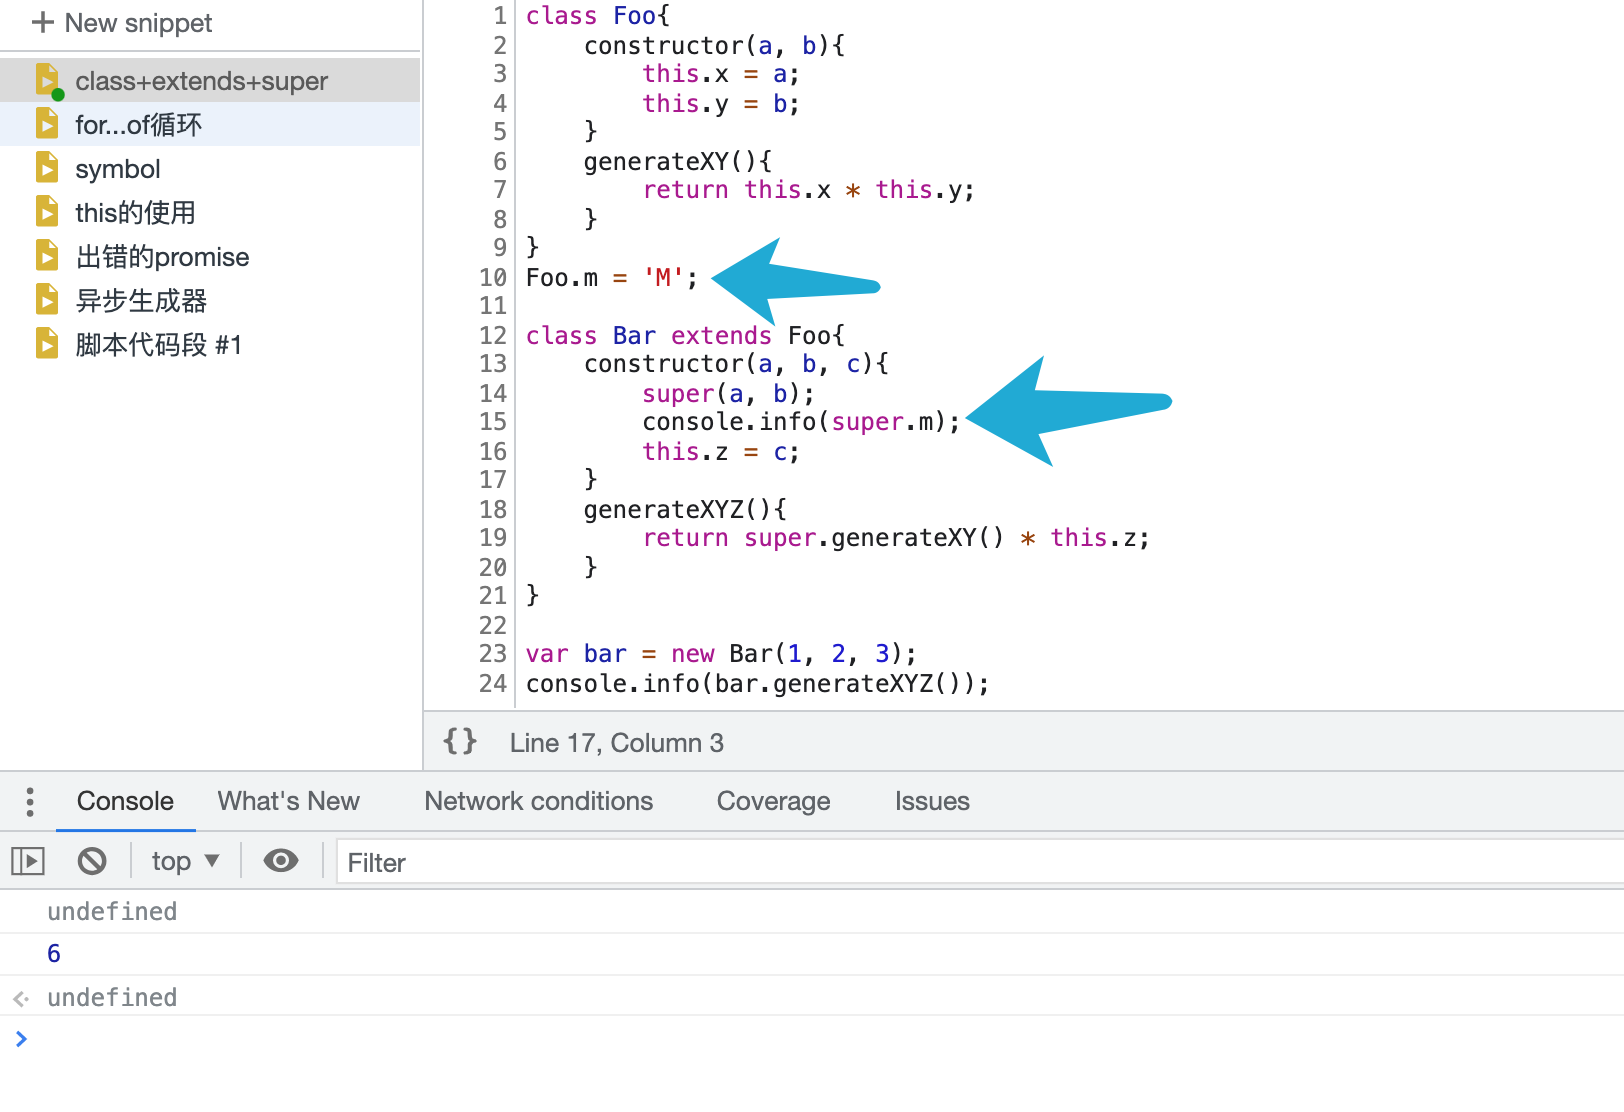 New snippet
class+extends+super
for...of循环
symbol
this的使用
出错的promise
异步生成器
脚本代码段 #1
1 class Foo{
2     constructor(a, b){
3         this.x = a;
4         this.y = b;
5     }
6     generateXY(){
7         return this.x * this.y;
8     }
9 }
10 Foo.m = 'M';
11
12 class Bar extends Foo{
13     constructor(a, b, c){
14         super(a, b);
15         console.info(super.m);
16         this.z = c;
17     }
18     generateXYZ(){
19         return super.generateXY() * this.z;
20     }
21 }
22
23 var bar = new Bar(1, 2, 3);
24 console.info(bar.generateXYZ());
{} Line 17, Column 3
Console What's New Network conditions Coverage Issues
top Filter
undefined
6
undefined